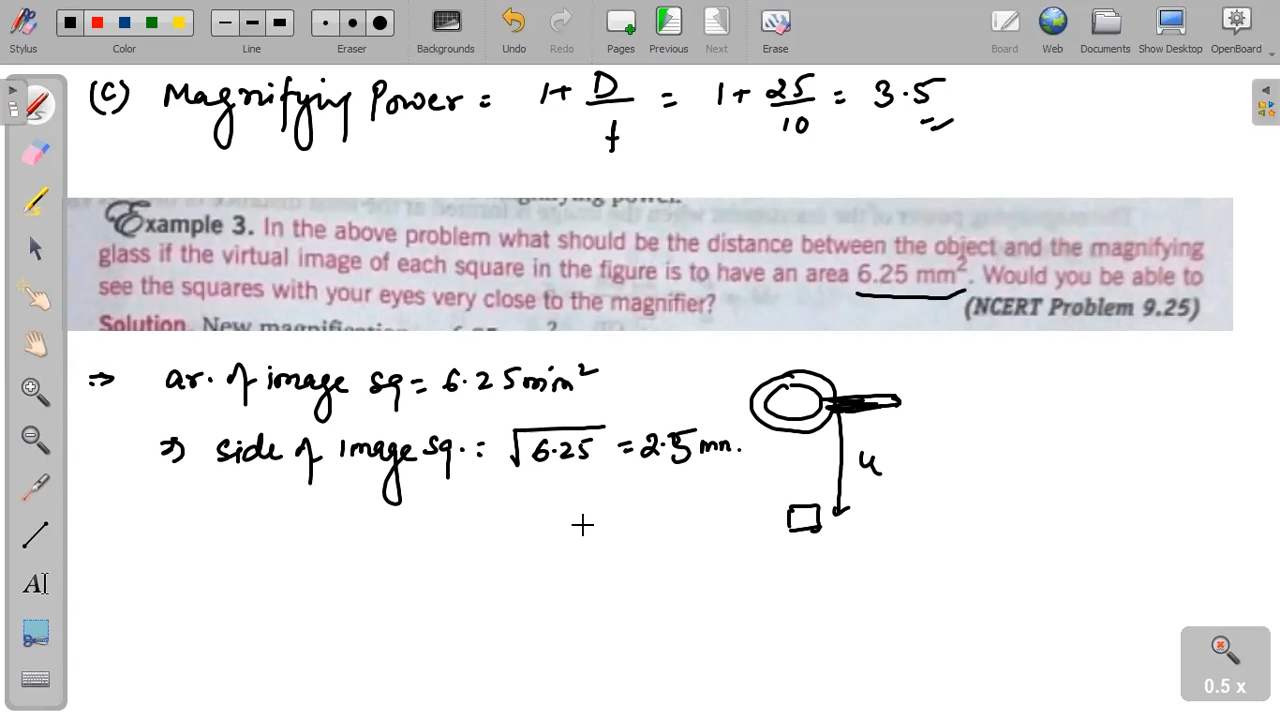 Stylus Color Line Eraser Backgrounds Undo Redo Pages Previous Next Erase Board Web Documents Show Desktop OpenBoard
(C) Magnifying Power = 1+ D/f = 1 + 25/10 = 3.5
magnifying power.
Example 3. In the above problem what should be the distance between the object and the magnifying
glass if the virtual image of each square in the figure is to have an area 6.25 mm². Would you be able to
see the squares with your eyes very close to the magnifier?
(NCERT Problem 9.25)
Solution. New magnification
⇒ ar. of image sq = 6.25 mm²
⇒ side of image sq. = √6.25 = 2.5 mm.
u
AI
0.5 x